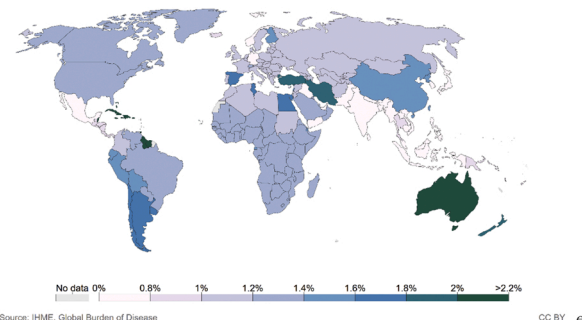 No data 0% 0.8% 1% 1.2% 1.4% 1.6% 1.8% 2% >2.2%
Source: IHME, Global Burden of Disease CC BY